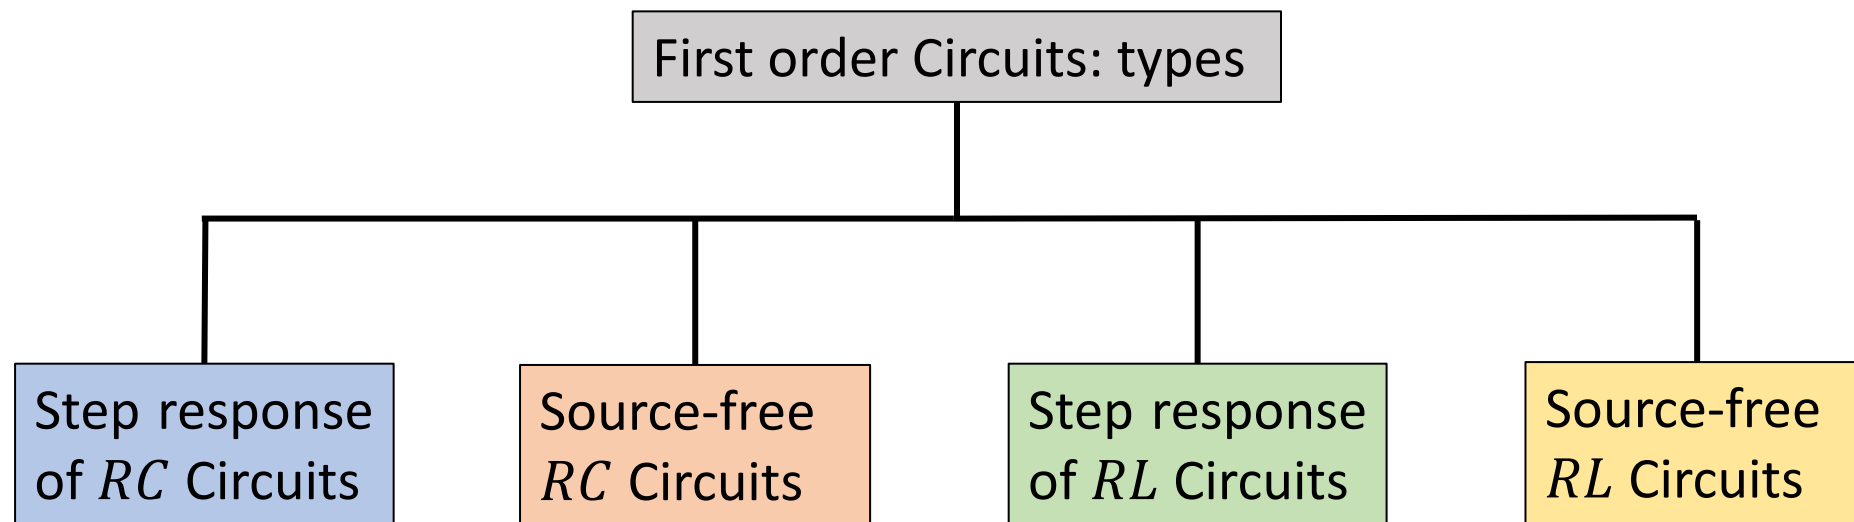 First order Circuits: types
Step response
of RC Circuits
Source-free
RC Circuits
Step response
of RL Circuits
Source-free
RL Circuits